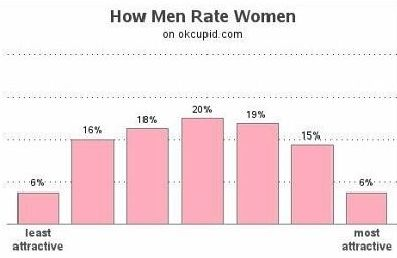 How Men Rate Women
on okcupid.com
6%
16%
18%
20%
19%
15%
6%
least
attractive
most
attractive